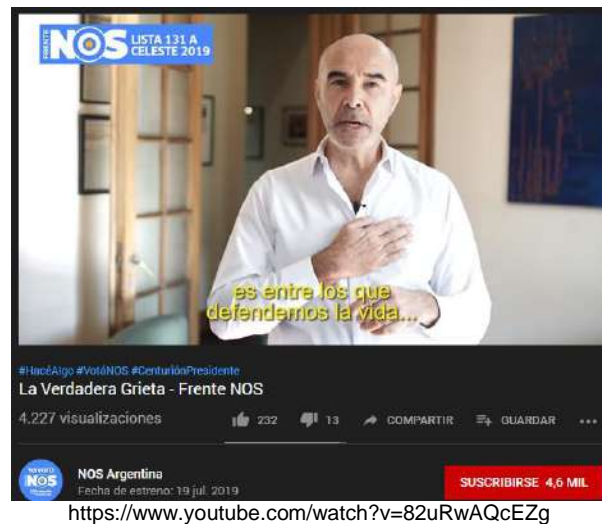 FRENTE
NOS
LISTA 131 A
CELESTE 2019
es entre los que
defendemos la vida...
#HacéAlgo #VotáNOS #CenturiónPresidente
La Verdadera Grieta - Frente NOS
4.227 visualizaciones
232
13
COMPARTIR
GUARDAR
NOS
NOS Argentina
Fecha de estreno: 19 jul. 2019
SUSCRIBIRSE 4,6 MIL
https://www.youtube.com/watch?v=82uRwAQcEZg